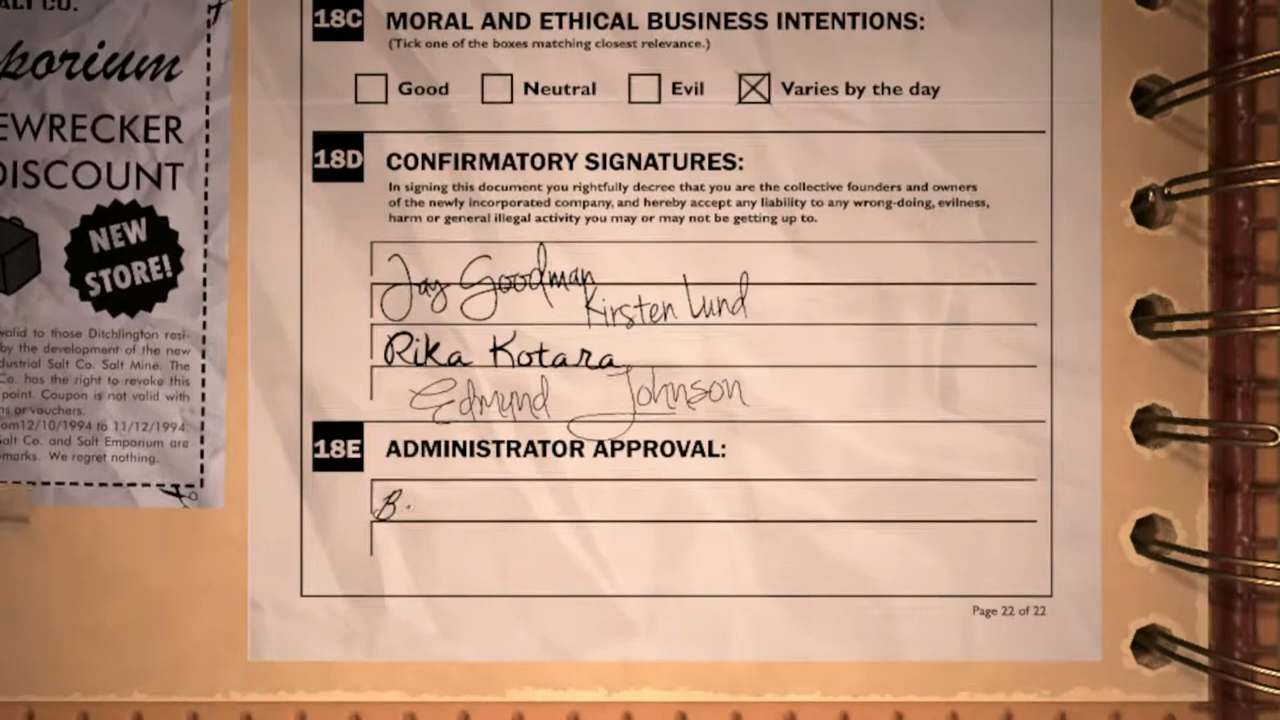 ALT CO.
porium
EWRECKER
DISCOUNT
NEW
STORE!
valid to those Ditchlington resi-
by the development of the new
dustrial Salt Co. Salt Mine. The
Co. has the right to revoke this
point. Coupon is not valid with
ns or vouchers.
om12/10/1994 to 11/12/1994.
Salt Co. and Salt Emporium are
emarks. We regret nothing.
18C MORAL AND ETHICAL BUSINESS INTENTIONS:
(Tick one of the boxes matching closest relevance.)
Good Neutral Evil Varies by the day
18D CONFIRMATORY SIGNATURES:
In signing this document you rightfully decree that you are the collective founders and owners
of the newly incorporated company, and hereby accept any liability to any wrong-doing, evilness,
harm or general illegal activity you may or may not be getting up to.
Jay Goodman
Kirsten Lund
Rika Kotara
Edmund Johnson
18E ADMINISTRATOR APPROVAL:
B.
Page 22 of 22